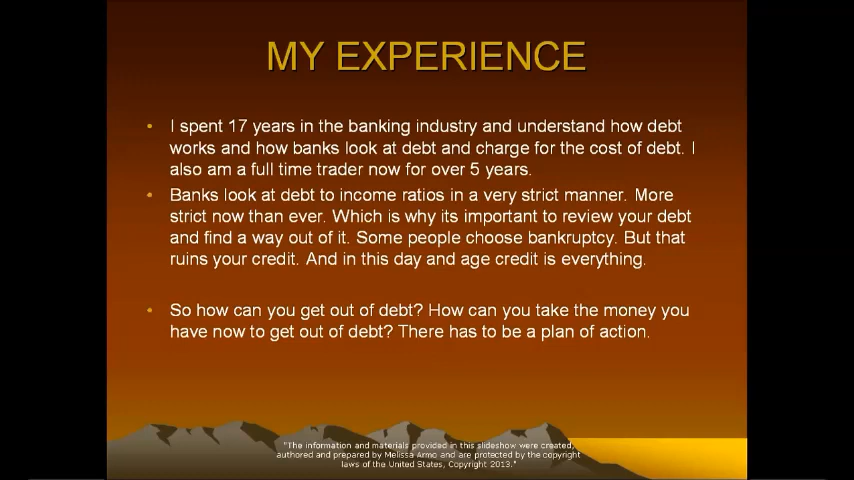 MY EXPERIENCE
• I spent 17 years in the banking industry and understand how debt
works and how banks look at debt and charge for the cost of debt. I
also am a full time trader now for over 5 years.
• Banks look at debt to income ratios in a very strict manner. More
strict now than ever. Which is why its important to review your debt
and find a way out of it. Some people choose bankruptcy. But that
ruins your credit. And in this day and age credit is everything.
• So how can you get out of debt? How can you take the money you
have now to get out of debt? There has to be a plan of action.
"The information and materials provided in this slideshow were created,
authored and prepared by Melissa Armo and are protected by the copyright
laws of the United States, Copyright 2013."